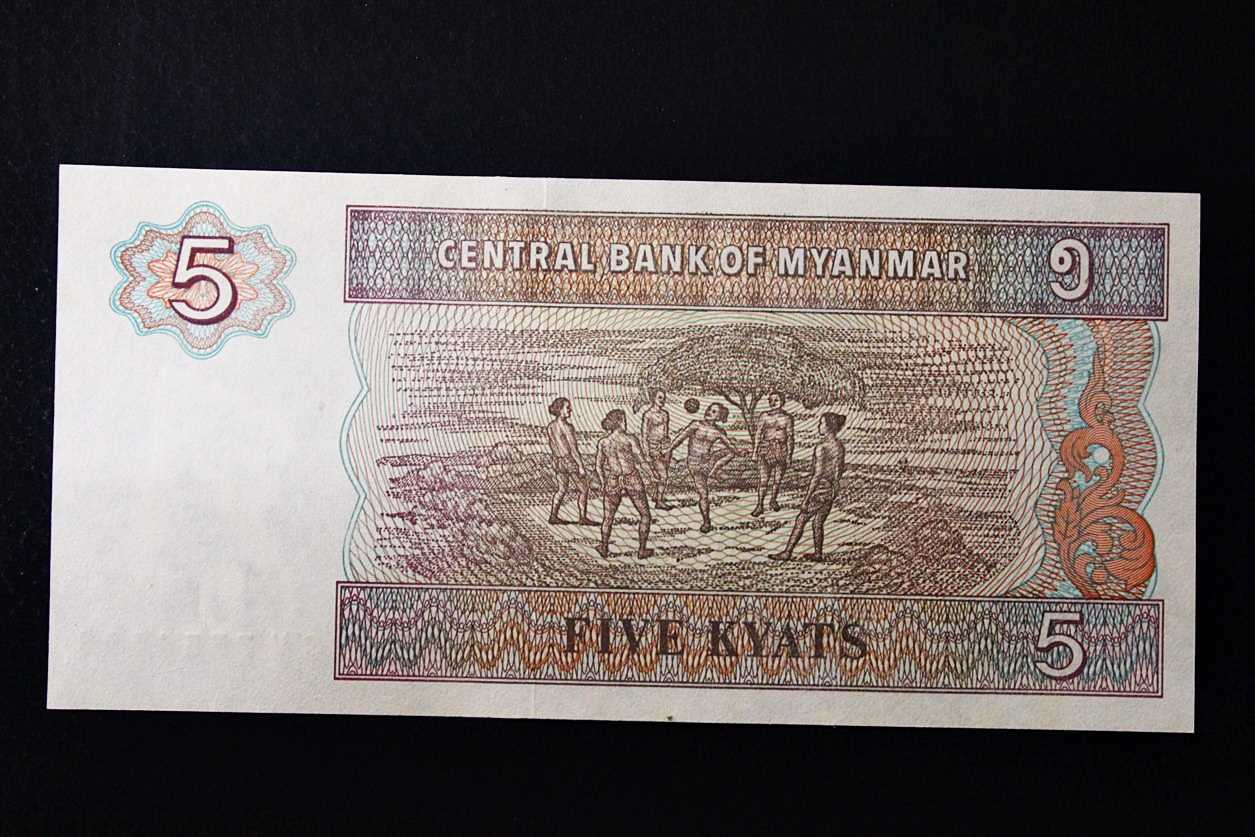 5
CENTRAL BANK OF MYANMAR ၅
FIVE KYATS 5